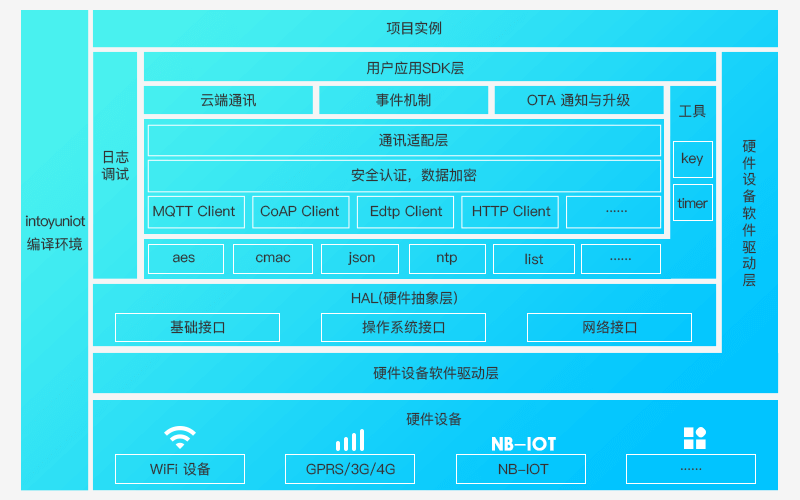 项目实例
用户应用SDK层
云端通讯
事件机制
OTA 通知与升级
工具
通讯适配层
日志
调试
安全认证，数据加密
key
硬件设备软件驱动层
MQTT Client
CoAP Client
Edtp Client
HTTP Client
······
timer
intoyuniot
编译环境
aes
cmac
json
ntp
list
······
HAL(硬件抽象层)
基础接口
操作系统接口
网络接口
硬件设备软件驱动层
硬件设备
NB-IOT
WiFi 设备
GPRS/3G/4G
NB-IOT
······